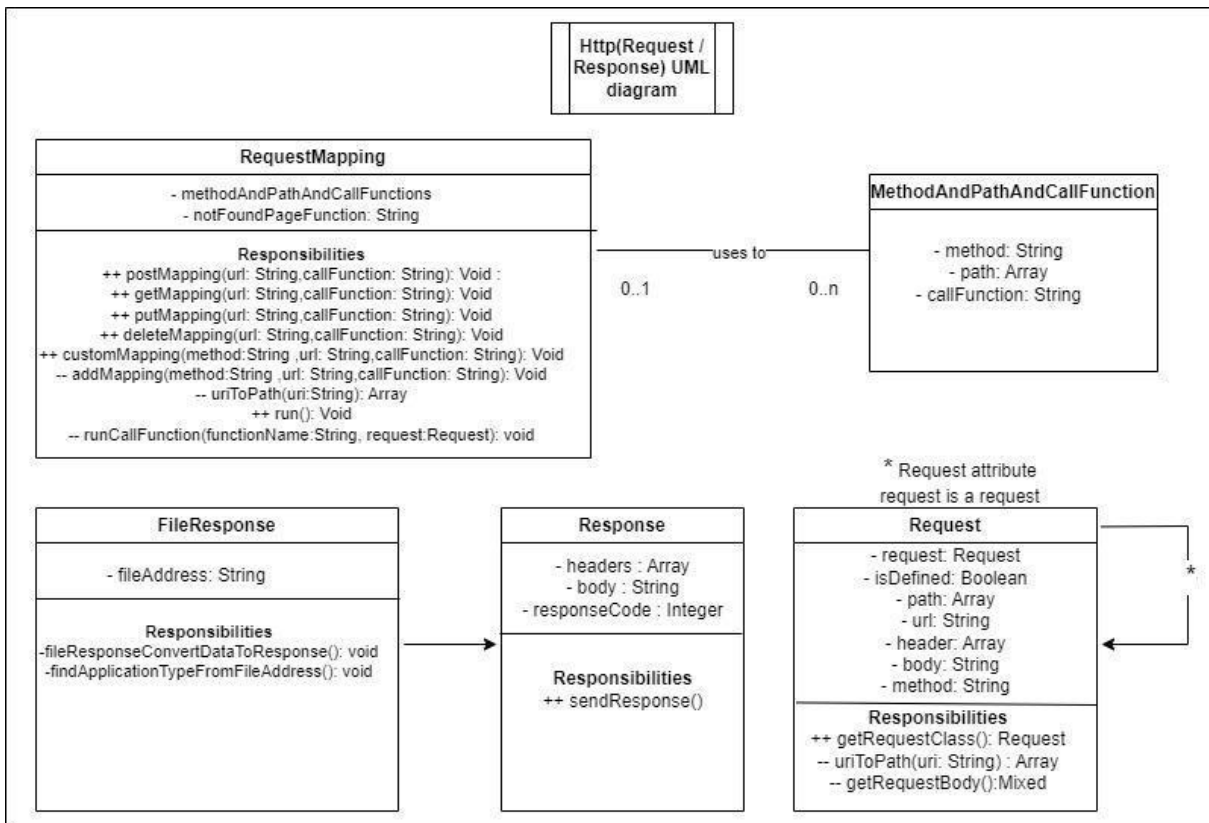 Http(Request /
Response) UML
diagram
RequestMapping
- methodAndPathAndCallFunctions
- notFoundPageFunction: String
Responsibilities
++ postMapping(url: String,callFunction: String): Void :
++ getMapping(url: String,callFunction: String): Void
++ putMapping(url: String,callFunction: String): Void
++ deleteMapping(url: String,callFunction: String): Void
++ customMapping(method:String ,url: String,callFunction: String): Void
-- addMapping(method:String ,url: String,callFunction: String): Void
-- uriToPath(uri:String): Array
++ run(): Void
-- runCallFunction(functionName:String, request:Request): void
uses to
0..1
0..n
MethodAndPathAndCallFunction
- method: String
- path: Array
- callFunction: String
FileResponse
- fileAddress: String
Responsibilities
-fileResponseConvertDataToResponse(): void
-findApplicationTypeFromFileAddress(): void
Response
- headers : Array
- body : String
- responseCode : Integer
Responsibilities
++ sendResponse()
* Request attribute
request is a request
Request
- request: Request
- isDefined: Boolean
- path: Array
- url: String
- header: Array
- body: String
- method: String
Responsibilities
++ getRequestClass(): Request
-- uriToPath(uri: String) : Array
-- getRequestBody():Mixed
*